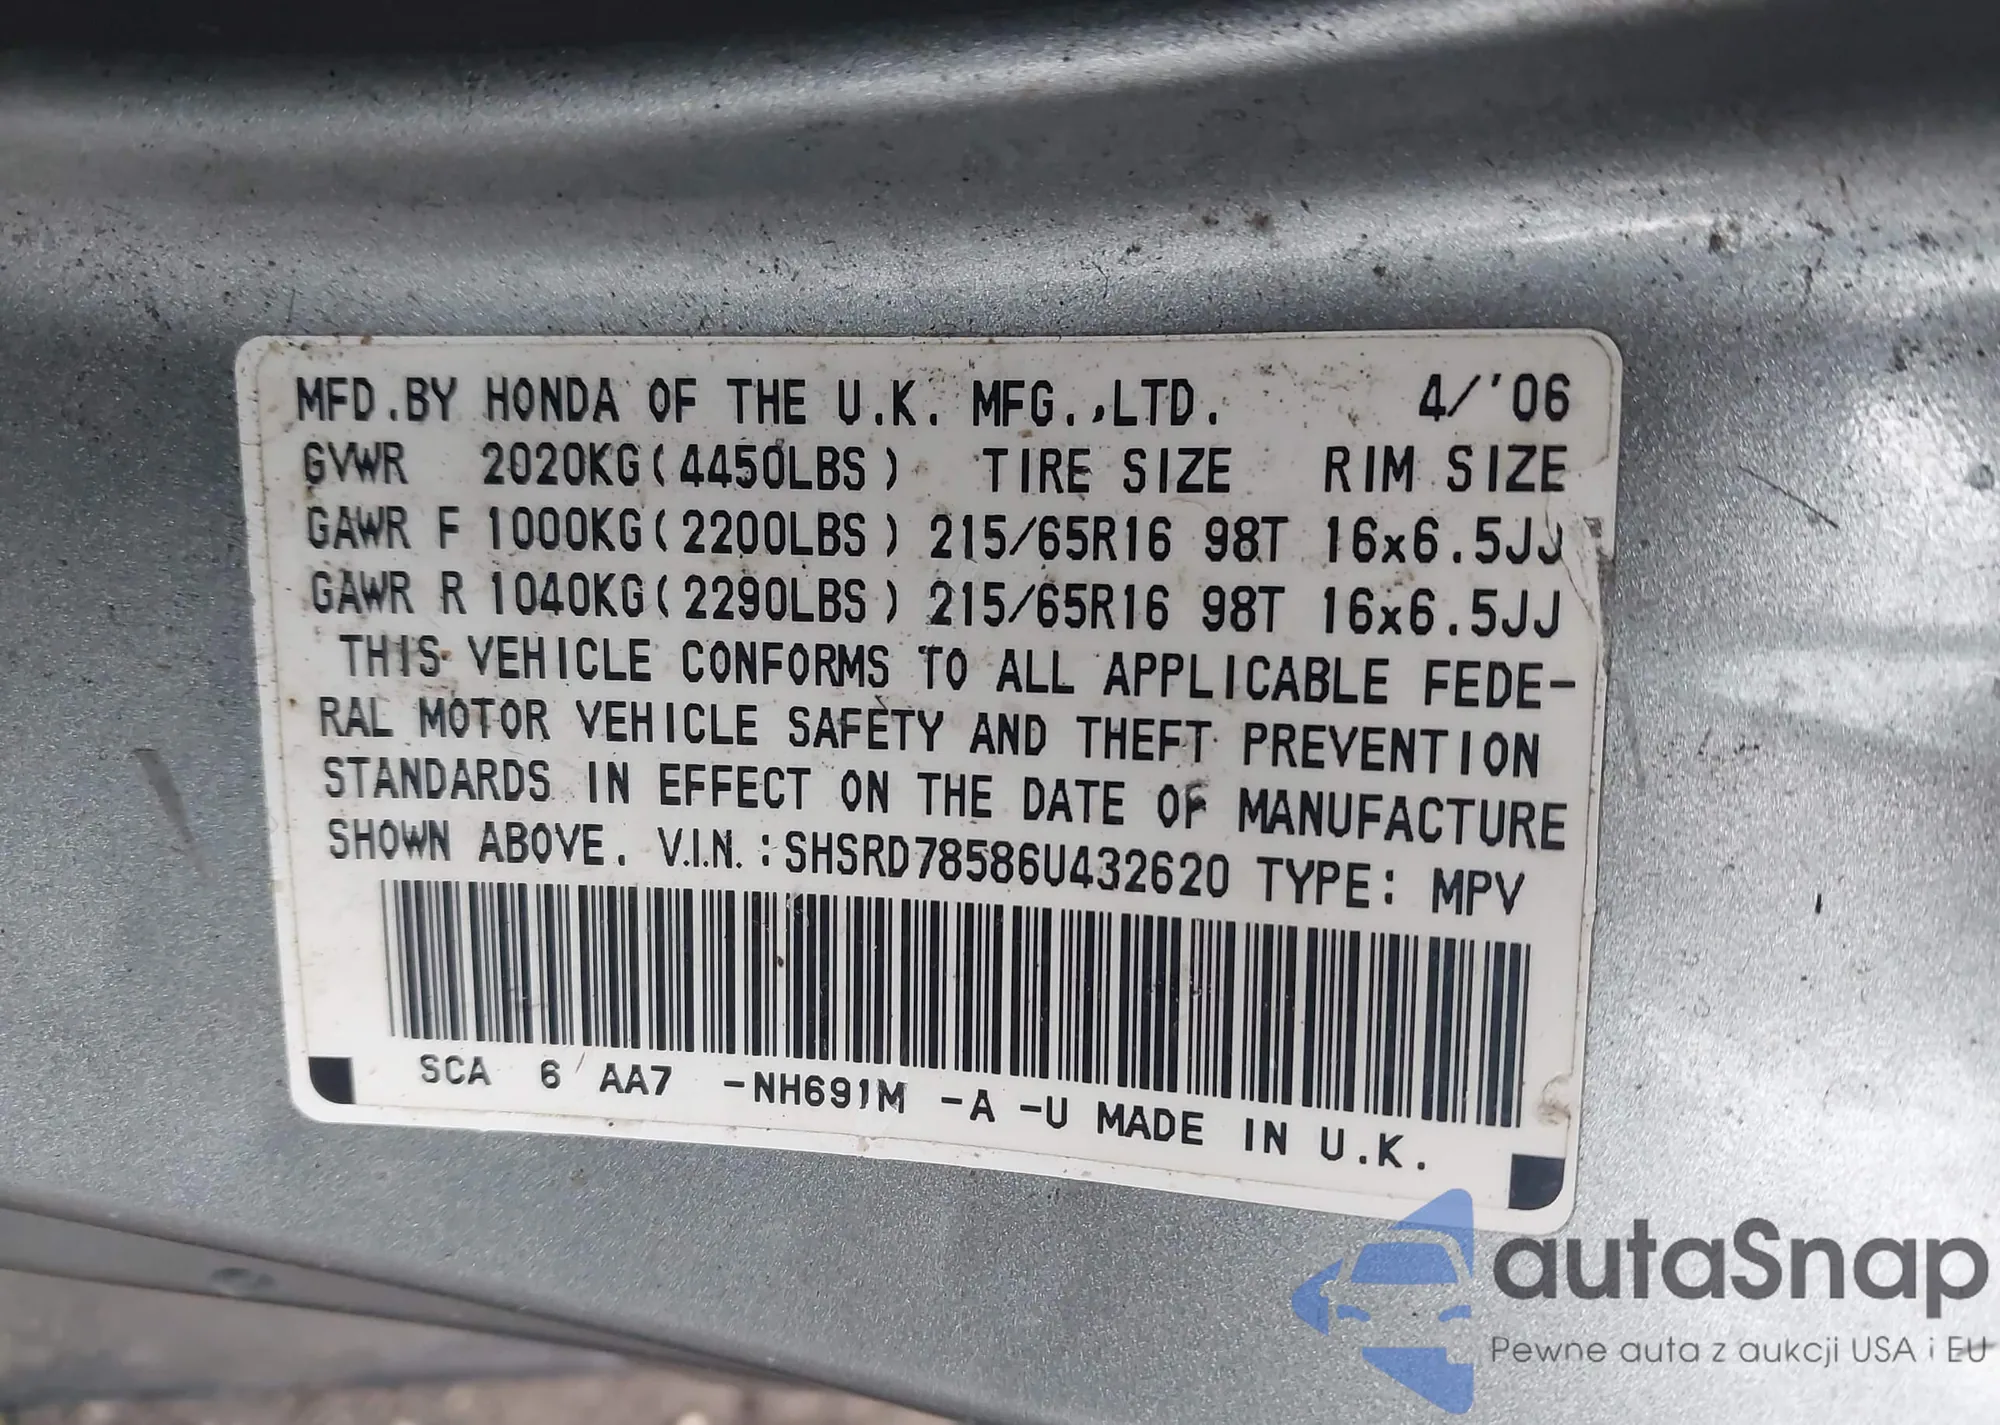 MFD.BY HONDA OF THE U.K. MFG.,LTD. 4/'06
GVWR 2020KG(4450LBS) TIRE SIZE RIM SIZE
GAWR F 1000KG(2200LBS) 215/65R16 98T 16x6.5JJ
GAWR R 1040KG(2290LBS) 215/65R16 98T 16x6.5JJ
THIS VEHICLE CONFORMS TO ALL APPLICABLE FEDE-
RAL MOTOR VEHICLE SAFETY AND THEFT PREVENTION
STANDARDS IN EFFECT ON THE DATE OF MANUFACTURE
SHOWN ABOVE. V.I.N.:SHSRD78586U432620 TYPE: MPV
SCA 6 AA7 -NH691M -A -U MADE IN U.K.
autaSnap
Pewne auta z aukcji USA i EU